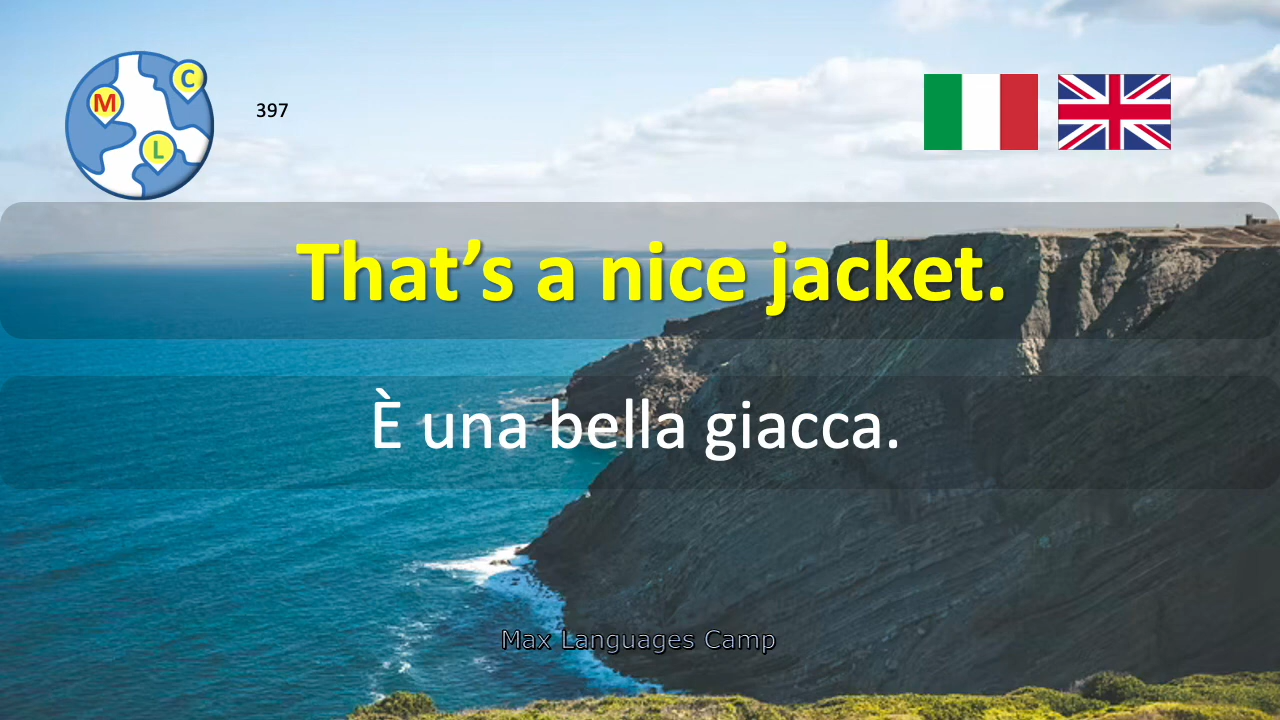 C
M
L
397
That’s a nice jacket.
È una bella giacca.
Max Languages Camp